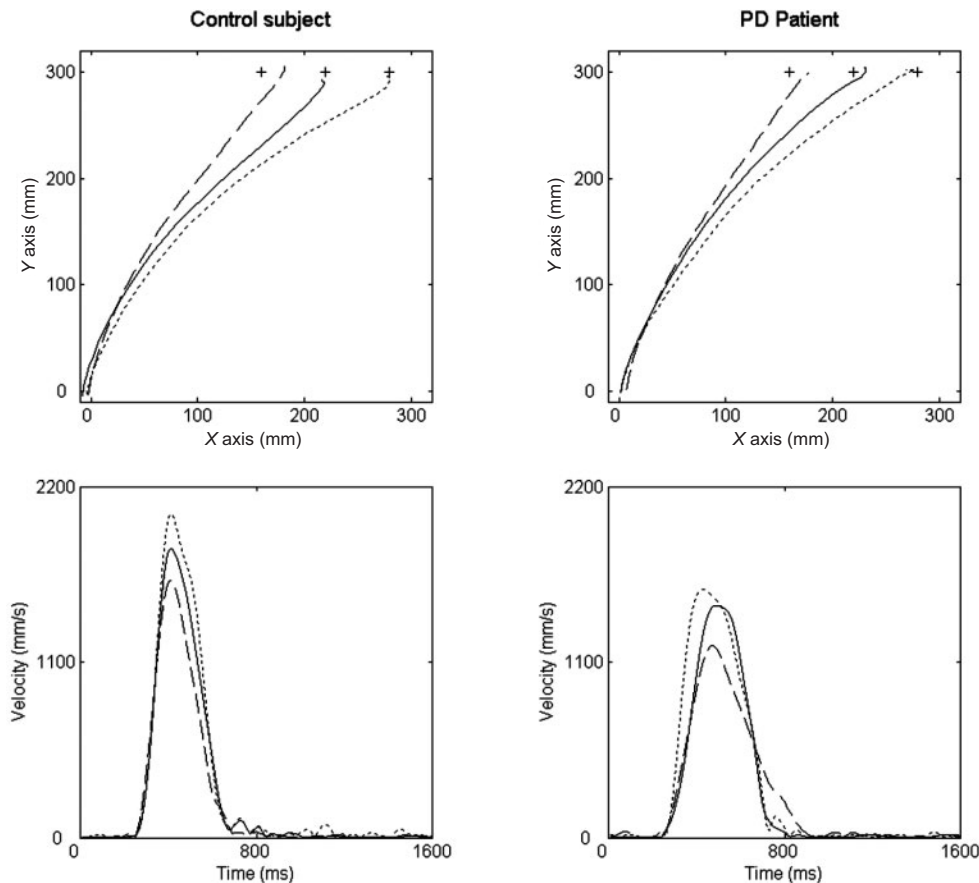 Control subject
300
200
100
0
Y axis (mm)
0 100 200 300
X axis (mm)
PD Patient
300
200
100
0
Y axis (mm)
0 100 200 300
X axis (mm)
2200
1100
0
Velocity (mm/s)
0 800 1600
Time (ms)
2200
1100
0
Velocity (mm/s)
0 800 1600
Time (ms)